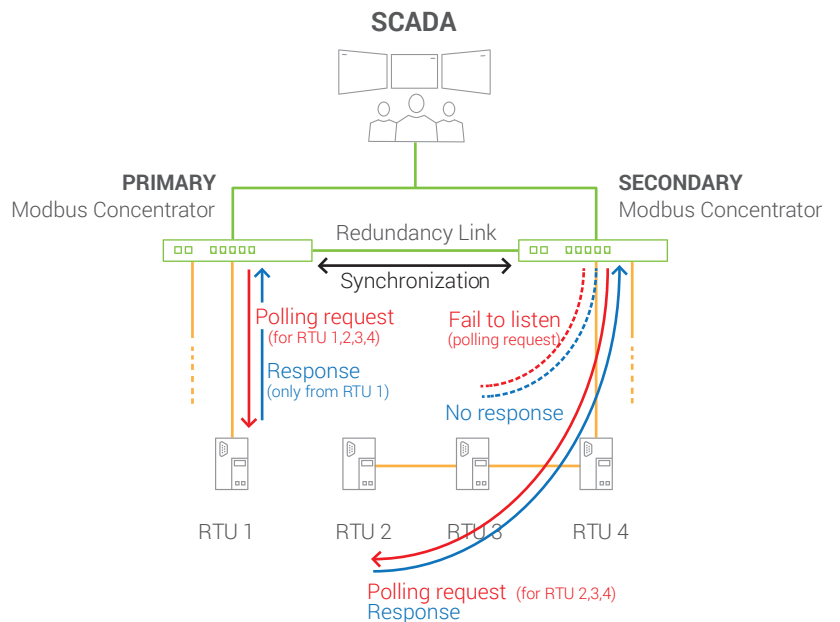 SCADA
PRIMARY
Modbus Concentrator
SECONDARY
Modbus Concentrator
Redundancy Link
Synchronization
Polling request
(for RTU 1,2,3,4)
Response
(only from RTU 1)
Fail to listen
(polling request)
No response
RTU 1
RTU 2
RTU 3
RTU 4
Polling request (for RTU 2,3,4)
Response